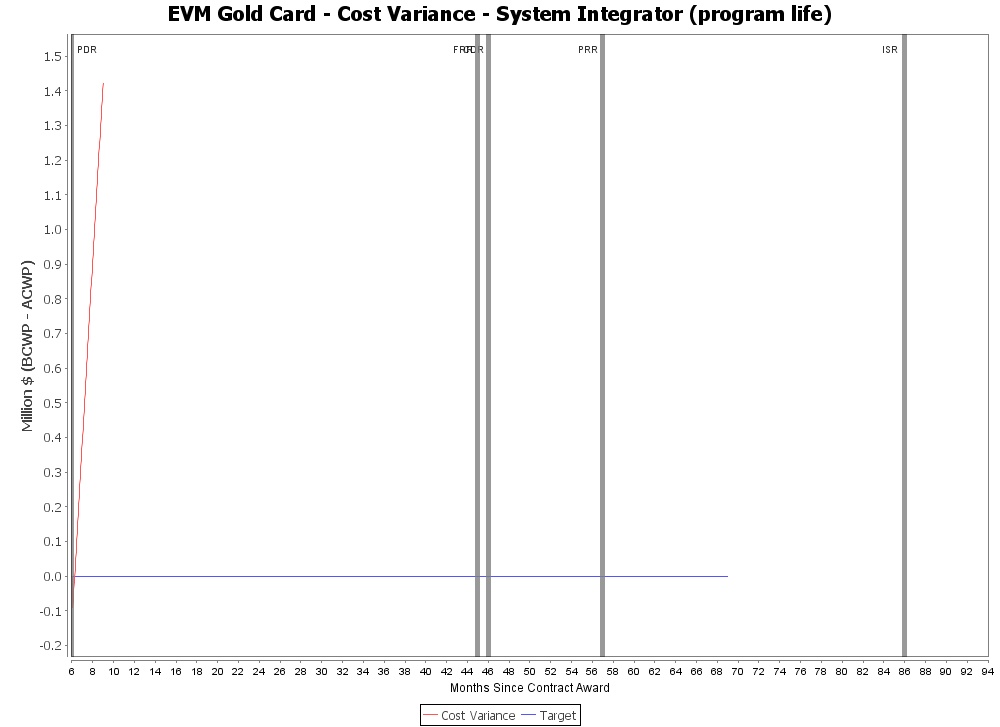 EVM Gold Card - Cost Variance - System Integrator (program life)
PDR
PRR
ISR
1.5
1.4
1.3
1.2
1.1
1.0
0.9
0.8
0.7
0.6
0.5
0.4
0.3
0.2
0.1
0.0
-0.1
-0.2
Million $ (BCWP - ACWP)
6 8 10 12 14 16 18 20 22 24 26 28 30 32 34 36 38 40 42 44 46 48 50 52 54 56 58 60 62 64 66 68 70 72 74 76 78 80 82 84 86 88 90 92 94
Months Since Contract Award
Cost Variance Target